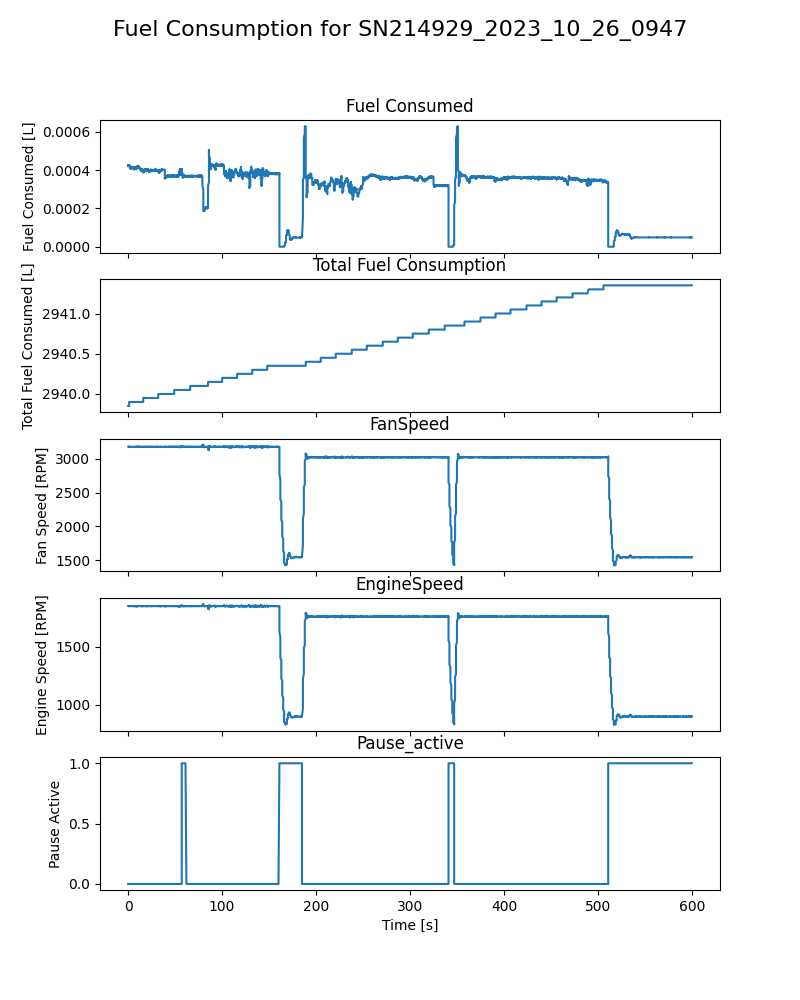 Fuel Consumption for SN214929_2023_10_26_0947
Fuel Consumed
Fuel Consumed [L]
0.0006
0.0004
0.0002
0.0000
Total Fuel Consumption
Total Fuel Consumed [L]
2941.0
2940.5
2940.0
FanSpeed
Fan Speed [RPM]
3000
2500
2000
1500
EngineSpeed
Engine Speed [RPM]
1500
1000
Pause_active
Pause Active
1.0
0.5
0.0
0 100 200 300 400 500 600
Time [s]